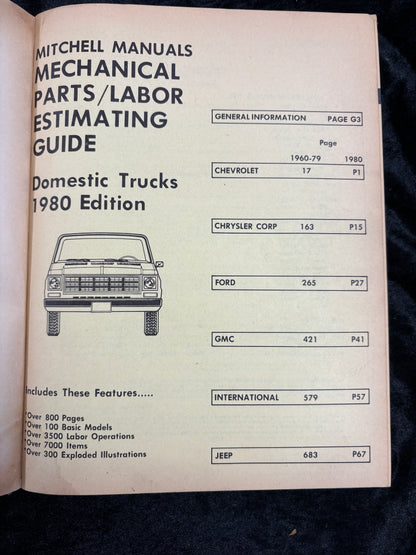 MITCHELL MANUALS
MECHANICAL
PARTS/LABOR
ESTIMATING
GUIDE
Domestic Trucks
1980 Edition
Includes These Features.....
*Over 800 Pages
*Over 100 Basic Models
*Over 3500 Labor Operations
*Over 7000 Items
*Over 300 Exploded Illustrations
GENERAL INFORMATION PAGE G3
Page
1960-79 1980
CHEVROLET 17 P1
CHRYSLER CORP 163 P15
FORD 265 P27
GMC 421 P41
INTERNATIONAL 579 P57
JEEP 683 P67